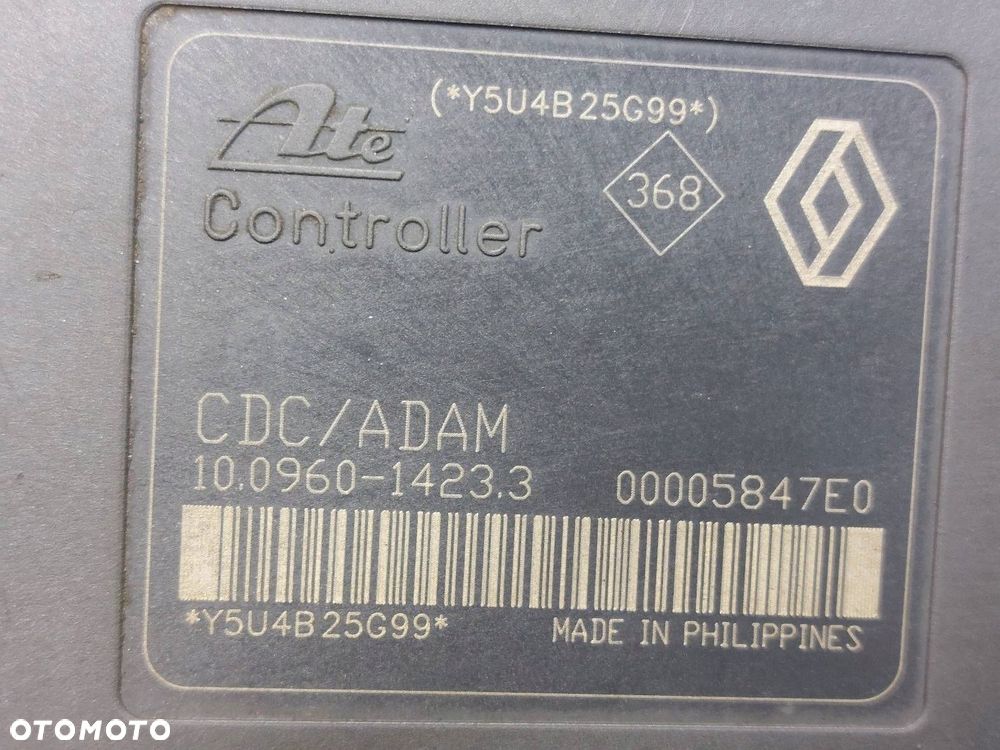 (*Y5U4B25G99*)
Ate
368
Controller
CDC/ADAM
10.0960-1423.3 00005847E0
*Y5U4B25G99* MADE IN PHILIPPINES
OTOMOTO